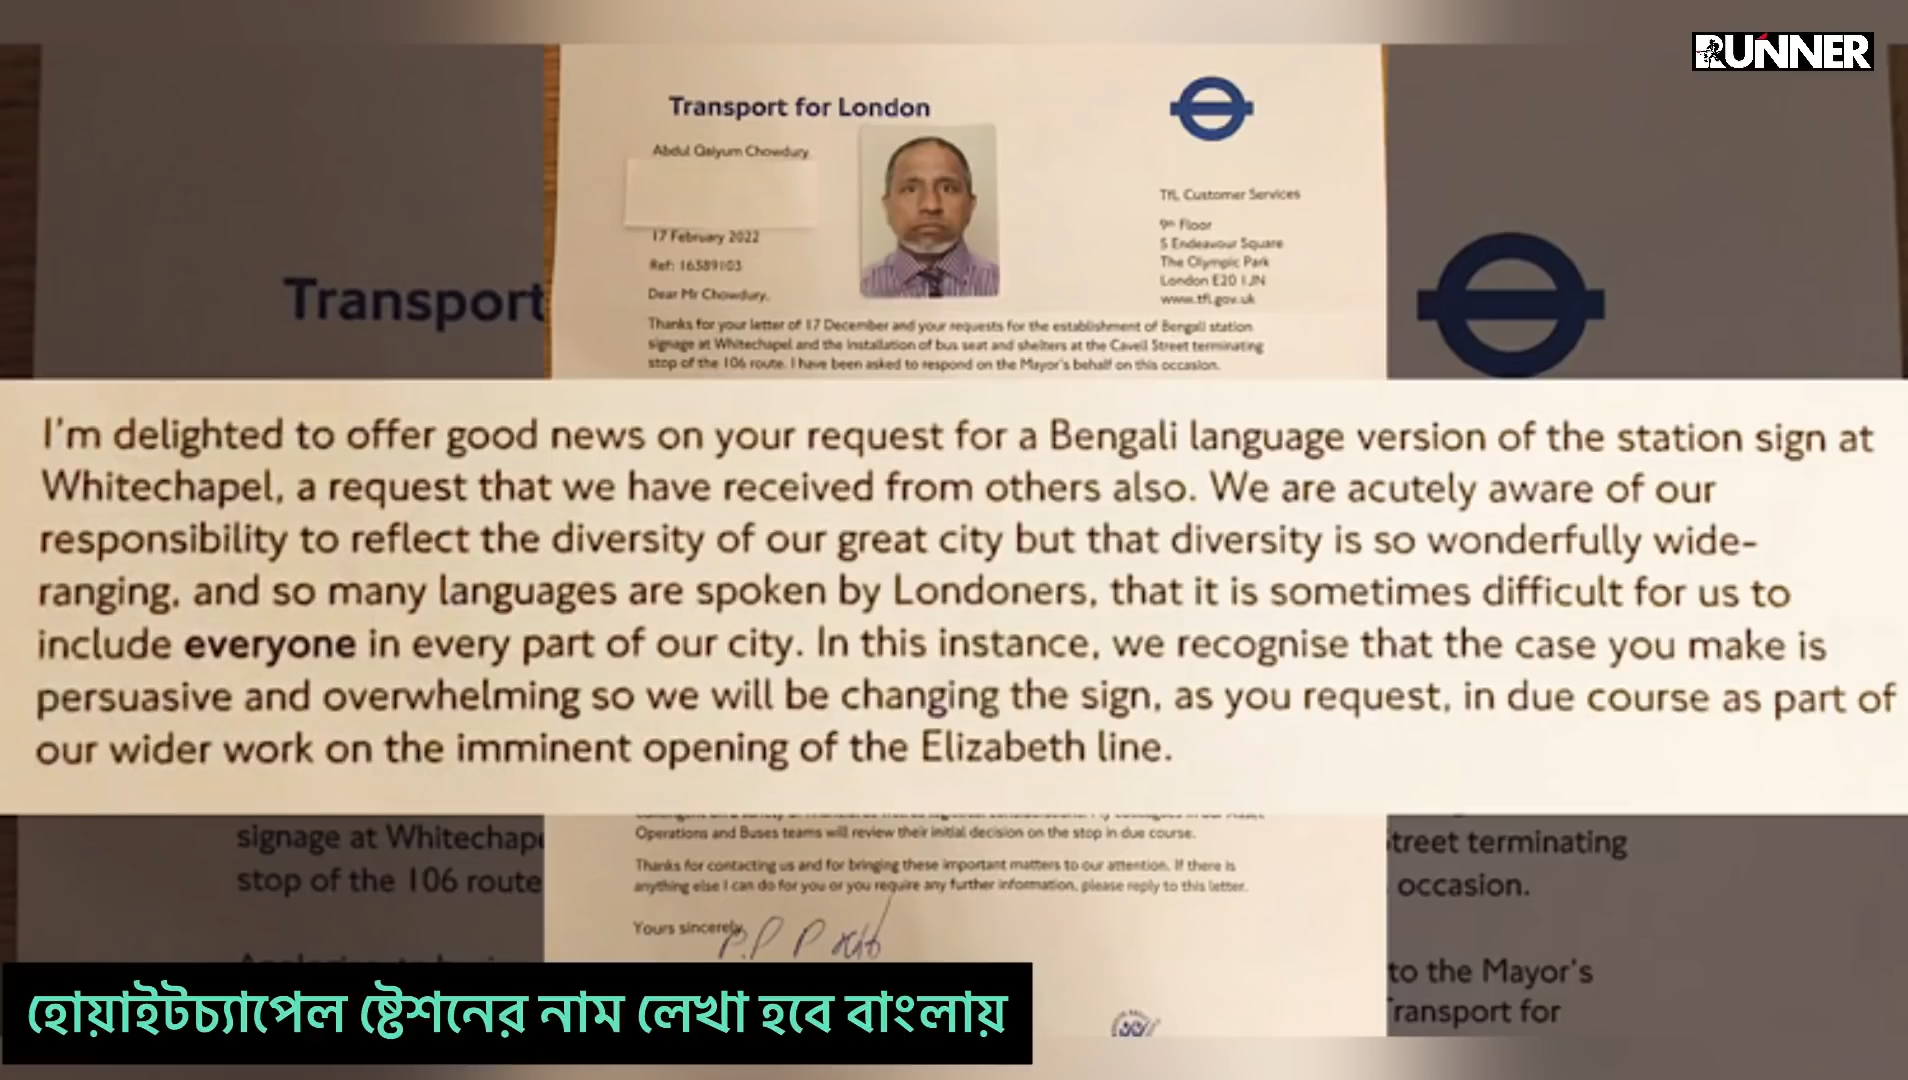 RUNNER
Transport for London
Abdul Qaiyum Chowdury
17 February 2022
Ref: 16389103
Dear Mr Chowdury,
TfL Customer Services
9th Floor
5 Endeavour Square
The Olympic Park
London E20 1JN
www.tfl.gov.uk
Thanks for your letter of 17 December and your requests for the establishment of Bengali station
signage at Whitechapel and the installation of bus seat and shelters at the Cavell Street terminating
stop of the 106 route. I have been asked to respond on the Mayor's behalf on this occasion.
Transport
I'm delighted to offer good news on your request for a Bengali language version of the station sign at
Whitechapel, a request that we have received from others also. We are acutely aware of our
responsibility to reflect the diversity of our great city but that diversity is so wonderfully wide-
ranging, and so many languages are spoken by Londoners, that it is sometimes difficult for us to
include everyone in every part of our city. In this instance, we recognise that the case you make is
persuasive and overwhelming so we will be changing the sign, as you request, in due course as part of
our wider work on the imminent opening of the Elizabeth line.
Operations and Buses teams will review their initial decision on the stop in due course.
Thanks for contacting us and for bringing these important matters to our attention. If there is
anything else I can do for you or you require any further information, please reply to this letter.
Yours sincerely
signage at Whitechape
stop of the 106 route
treet terminating
occasion.
to the Mayor's
ransport for
হোয়াইটচ্যাপেল ষ্টেশনের নাম লেখা হবে বাংলায়